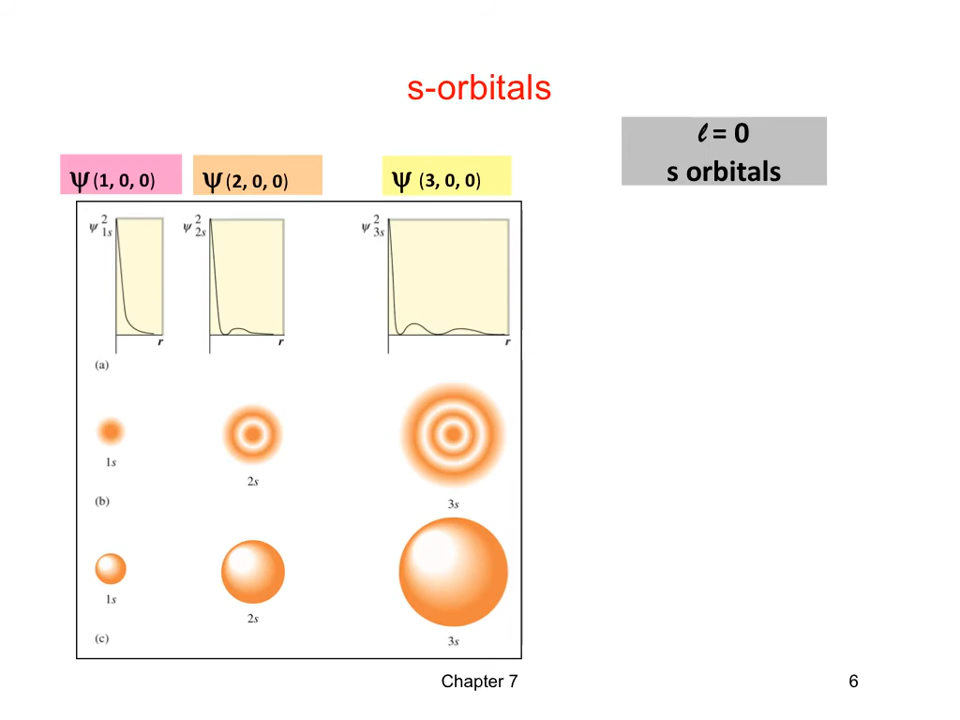 s-orbitals
ℓ = 0
s orbitals
ψ (1, 0, 0)
ψ (2, 0, 0)
ψ (3, 0, 0)
ψ²1s
ψ²2s
ψ²3s
r
r
r
(a)
1s
2s
3s
(b)
1s
2s
3s
(c)
Chapter 7
6